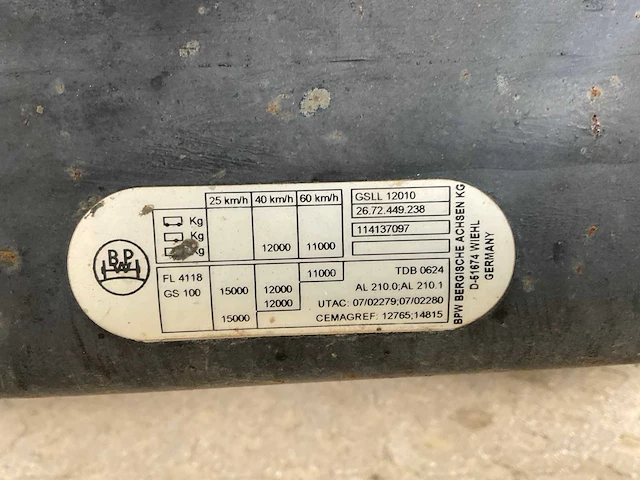 25 km/h 40 km/h 60 km/h
Kg
Kg
Kg 12000 11000
GSLL 12010
26.72.449.238
114137097
BPW
FL 4118
GS 100
11000
15000 12000
12000
15000
TDB 0624
AL 210.0;AL 210.1
UTAC: 07/02279;07/02280
CEMAGREF: 12765;14815
BPW BERGISCHE ACHSEN KG
D-51674 WIEHL
GERMANY